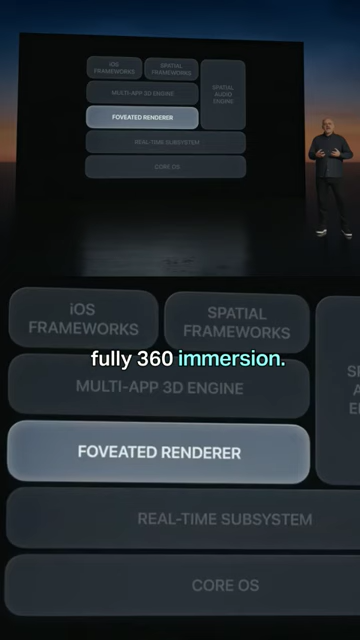 iOS
FRAMEWORKS
SPATIAL
FRAMEWORKS
MULTI-APP 3D ENGINE
SPATIAL
AUDIO
ENGINE
FOVEATED RENDERER
REAL-TIME SUBSYSTEM
CORE OS
iOS
FRAMEWORKS
SPATIAL
FRAMEWORKS
fully 360 immersion.
MULTI-APP 3D ENGINE
FOVEATED RENDERER
REAL-TIME SUBSYSTEM
CORE OS